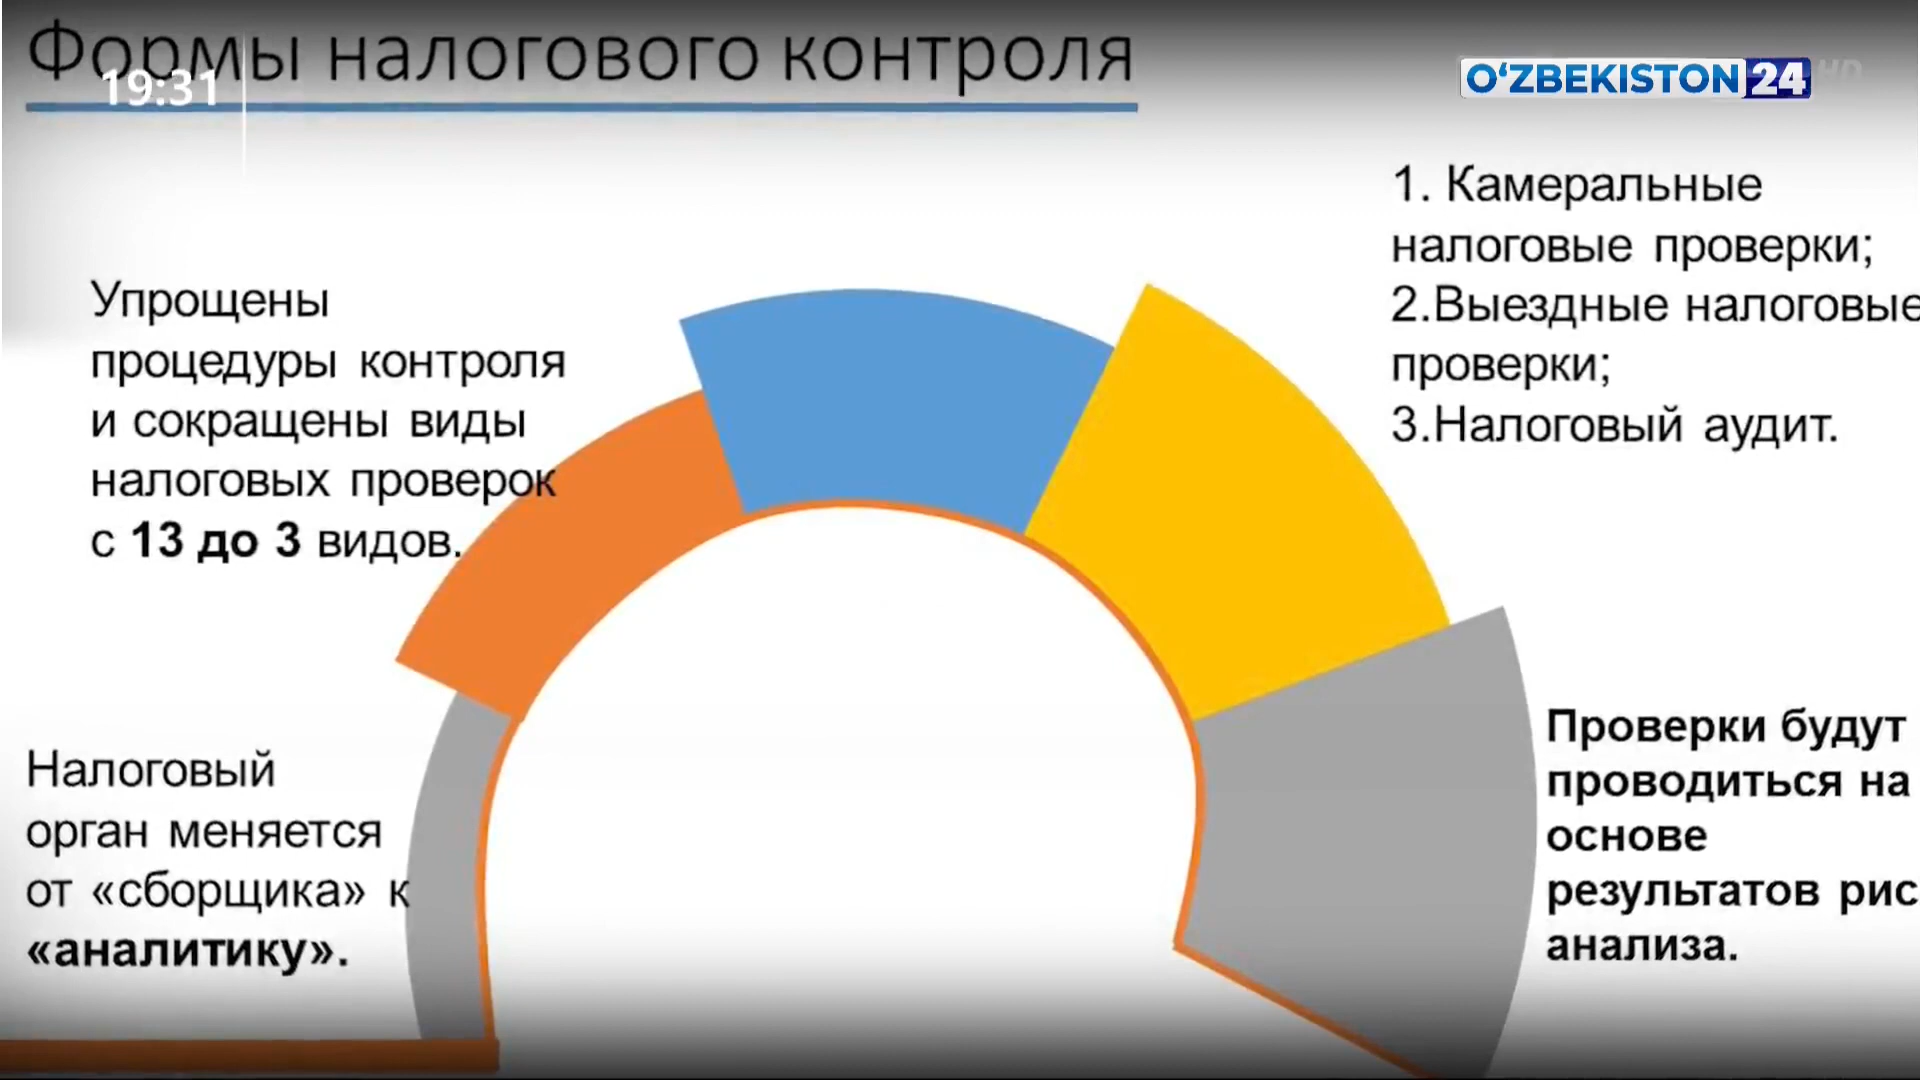 Формы налогового контроля
19:31
O‘ZBEKISTON 24
HD
1. Камеральные
налоговые проверки;
2.Выездные налоговые
проверки;
3.Налоговый аудит.
Упрощены
процедуры контроля
и сокращены виды
налоговых проверок
с 13 до 3 видов.
Налоговый
орган меняется
от «сборщика» к
«аналитику».
Проверки будут
проводиться на
основе
результатов рис
анализа.